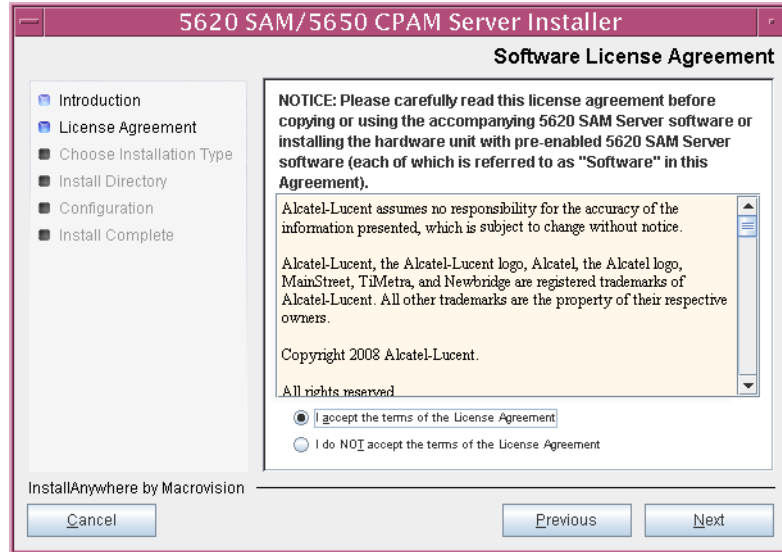 5620 SAM/5650 CPAM Server Installer
Software License Agreement
Introduction
License Agreement
Choose Installation Type
Install Directory
Configuration
Install Complete
NOTICE: Please carefully read this license agreement before
copying or using the accompanying 5620 SAM Server software or
installing the hardware unit with pre-enabled 5620 SAM Server
software (each of which is referred to as "Software" in this
Agreement).
Alcatel-Lucent assumes no responsibility for the accuracy of the
information presented, which is subject to change without notice.
Alcatel-Lucent, the Alcatel-Lucent logo, Alcatel, the Alcatel logo,
MainStreet, TiMetra, and Newbridge are registered trademarks of
Alcatel-Lucent. All other trademarks are the property of their respective
owners.
Copyright 2008 Alcatel-Lucent.
All rights reserved
I accept the terms of the License Agreement
I do NOT accept the terms of the License Agreement
InstallAnywhere by Macrovision
Cancel
Previous
Next